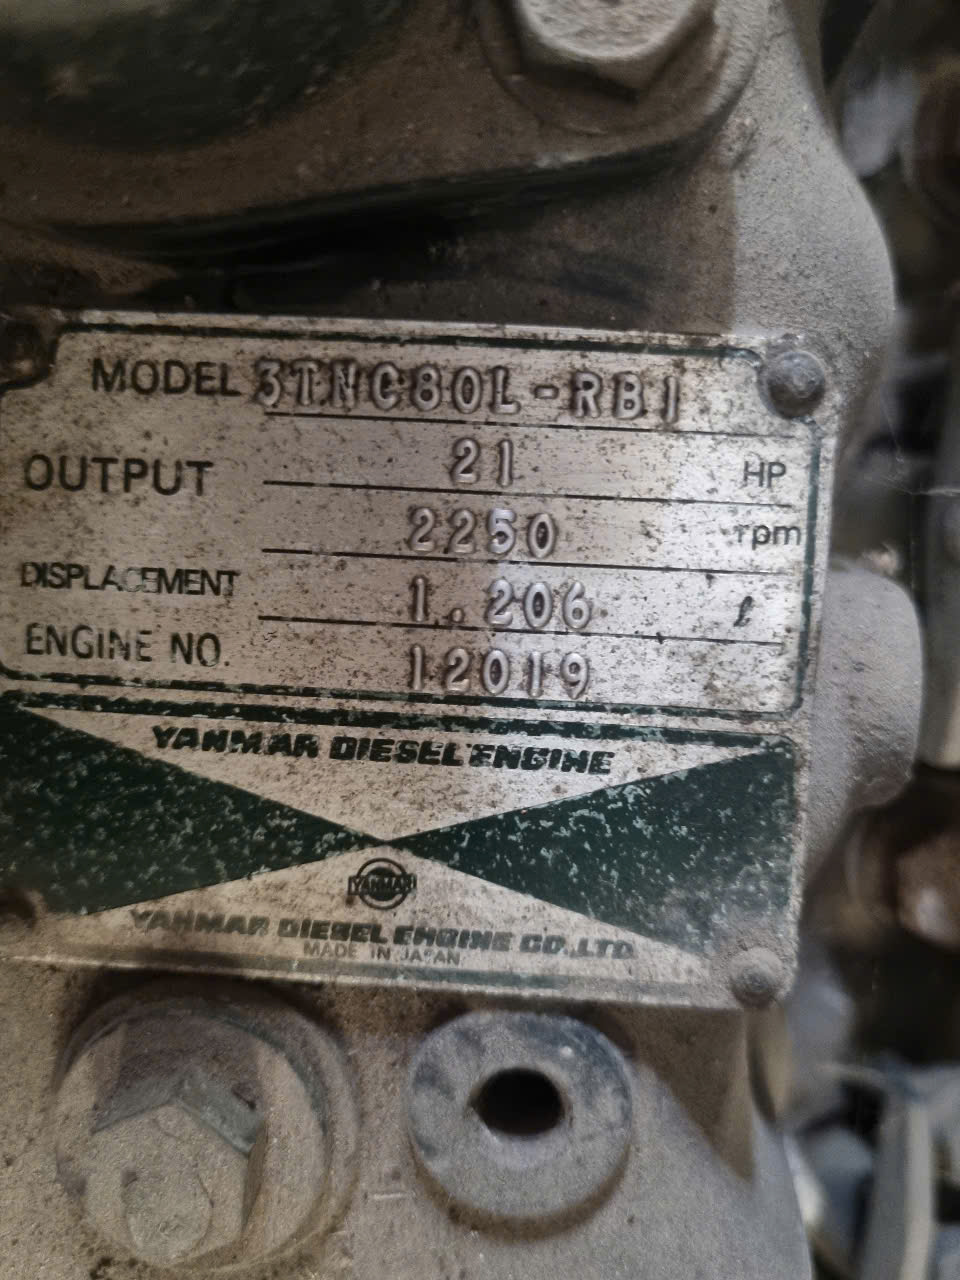 MODEL 3TNC80L-RB1
OUTPUT 21 HP
2250 rpm
DISPLACEMENT 1.206 ℓ
ENGINE NO. 12019
YANMAR DIESEL ENGINE
YANMAR
YANMAR DIESEL ENGINE CO.,LTD.
MADE IN JAPAN